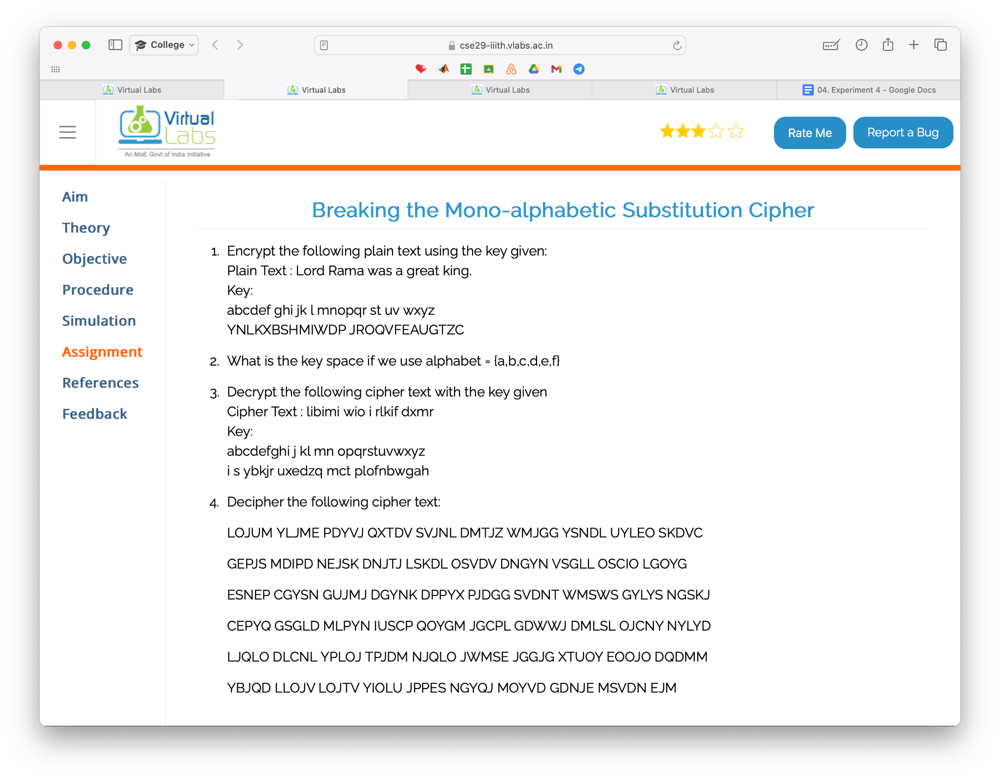 College
cse29-iiith.vlabs.ac.in
Virtual Labs
Virtual Labs
Virtual Labs
Virtual Labs
04. Experiment 4 - Google Docs
Virtual
Labs
An MoE Govt of India Initiative
Rate Me
Report a Bug
Aim
Theory
Objective
Procedure
Simulation
Assignment
References
Feedback
Breaking the Mono-alphabetic Substitution Cipher
1. Encrypt the following plain text using the key given:
Plain Text : Lord Rama was a great king.
Key:
abcdef ghi jk l mnopqr st uv wxyz
YNLKXBSHMIWDP JROQVFEAUGTZC
2. What is the key space if we use alphabet = {a,b,c,d,e,f}
3. Decrypt the following cipher text with the key given
Cipher Text : libimi wio i rlkif dxmr
Key:
abcdefghi j kl mn opqrstuvwxyz
i s ybkjr uxedzq mct plofnbwgah
4. Decipher the following cipher text:
LOJUM YLJME PDYVJ QXTDV SVJNL DMTJZ WMJGG YSNDL UYLEO SKDVC
GEPJS MDIPD NEJSK DNJTJ LSKDL OSVDV DNGYN VSGLL OSCIO LGOYG
ESNEP CGYSN GUJMJ DGYNK DPPYX PJDGG SVDNT WMSWS GYLYS NGSKJ
CEPYQ GSGLD MLPYN IUSCP QOYGM JGCPL GDWWJ DMLSL OJCNY NYLYD
LJQLO DLCNL YPLOJ TPJDM NJQLO JWMSE JGGJG XTUOY EOOJO DQDMM
YBJQD LLOJV LOJTV YIOLU JPPES NGYQJ MOYVD GDNJE MSVDN EJM